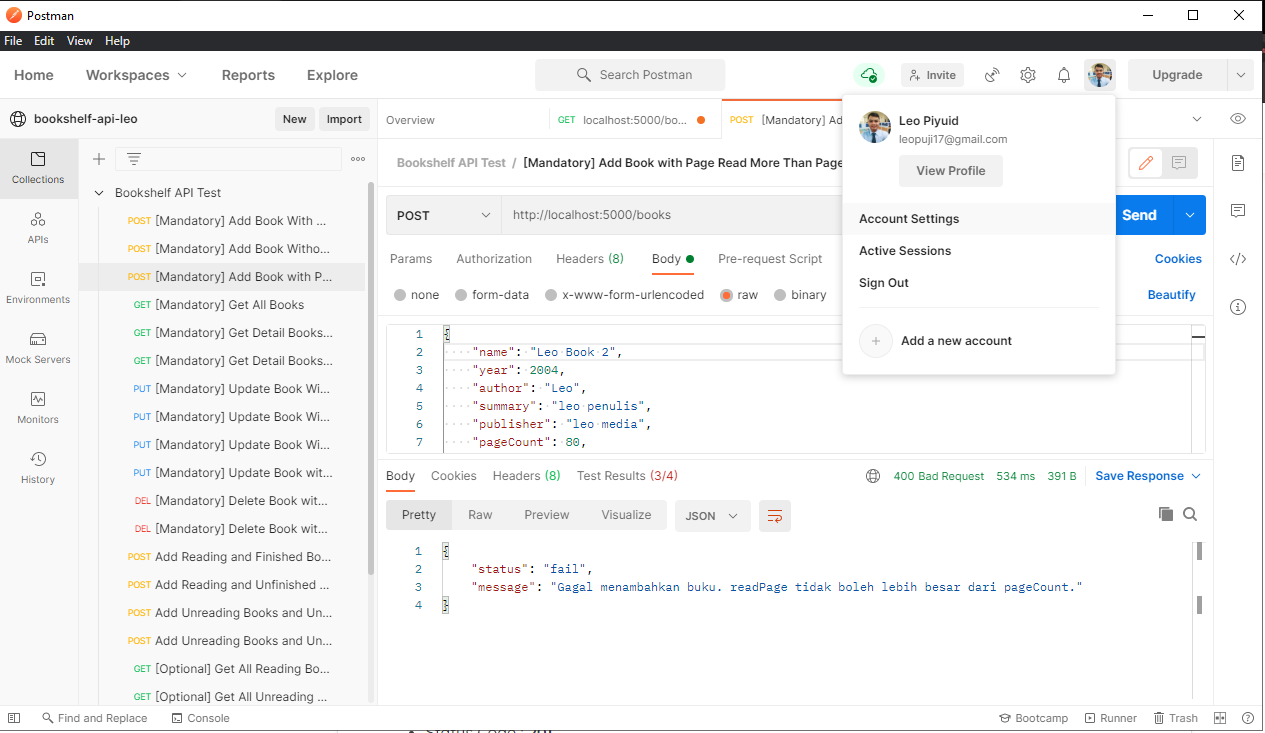 Postman
File Edit View Help
Home Workspaces Reports Explore Search Postman Invite Upgrade
bookshelf-api-leo New Import
Overview GET localhost:5000/bo... POST [Mandatory] Ad
Leo Piyuid
leopuji17@gmail.com
View Profile
Account Settings
Active Sessions
Sign Out
Add a new account
Collections
APIs
Environments
Mock Servers
Monitors
History
Bookshelf API Test
POST [Mandatory] Add Book With ...
POST [Mandatory] Add Book Witho...
POST [Mandatory] Add Book with P...
GET [Mandatory] Get All Books
GET [Mandatory] Get Detail Books...
GET [Mandatory] Get Detail Books...
PUT [Mandatory] Update Book Wi...
PUT [Mandatory] Update Book Wi...
PUT [Mandatory] Update Book Wi...
PUT [Mandatory] Update Book wit...
DEL [Mandatory] Delete Book wit...
DEL [Mandatory] Delete Book wit...
POST Add Reading and Finished Bo...
POST Add Reading and Unfinished ...
POST Add Unreading Books and Un...
POST Add Unreading Books and Un...
GET [Optional] Get All Reading Bo...
GET [Optional] Get All Unreading ...
Bookshelf API Test / [Mandatory] Add Book with Page Read More Than Page
POST http://localhost:5000/books Send
Params Authorization Headers (8) Body Pre-request Script Cookies
none form-data x-www-form-urlencoded raw binary Beautify
1 {
2 "name": "Leo Book 2",
3 "year": 2004,
4 "author": "Leo",
5 "summary": "leo penulis",
6 "publisher": "leo media",
7 "pageCount": 80,
Body Cookies Headers (8) Test Results (3/4) 400 Bad Request 534 ms 391 B Save Response
Pretty Raw Preview Visualize JSON
1 {
2 "status": "fail",
3 "message": "Gagal menambahkan buku. readPage tidak boleh lebih besar dari pageCount."
4 }
Find and Replace Console Bootcamp Runner Trash